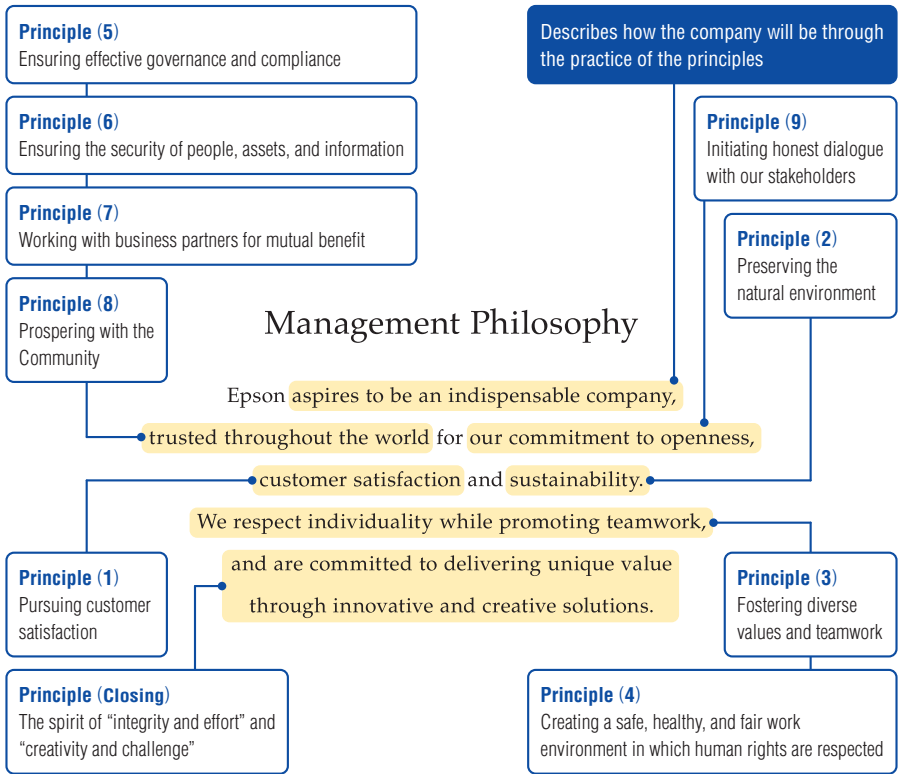 Principle (5)
Ensuring effective governance and compliance
Principle (6)
Ensuring the security of people, assets, and information
Principle (7)
Working with business partners for mutual benefit
Principle (8)
Prospering with the
Community
Describes how the company will be through
the practice of the principles
Principle (9)
Initiating honest dialogue
with our stakeholders
Principle (2)
Preserving the
natural environment
Management Philosophy
Epson aspires to be an indispensable company,
trusted throughout the world for our commitment to openness,
customer satisfaction and sustainability.
We respect individuality while promoting teamwork,
and are committed to delivering unique value
through innovative and creative solutions.
Principle (1)
Pursuing customer
satisfaction
Principle (Closing)
The spirit of “integrity and effort” and
“creativity and challenge”
Principle (3)
Fostering diverse
values and teamwork
Principle (4)
Creating a safe, healthy, and fair work
environment in which human rights are respected